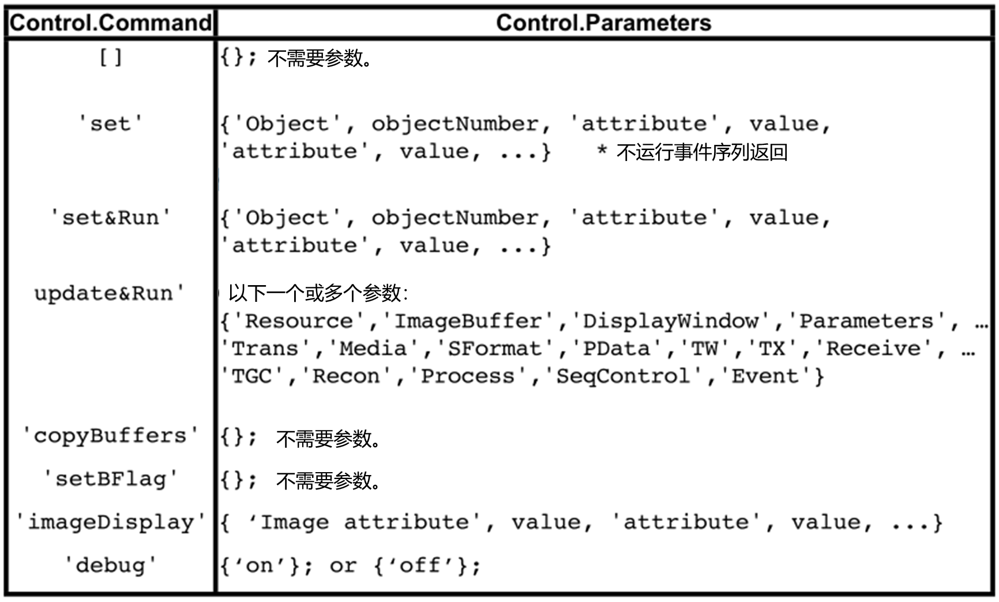 Control.Command Control.Parameters
[] {}; 不需要参数。
'set' {'Object', objectNumber, 'attribute', value,
'attribute', value, ...} * 不运行事件序列返回
'set&Run' {'Object', objectNumber, 'attribute', value,
'attribute', value, ...}
update&Run' 以下一个或多个参数：
{'Resource','ImageBuffer','DisplayWindow','Parameters', …
'Trans','Media','SFormat','PData','TW','TX','Receive', …
'TGC','Recon','Process','SeqControl','Event'}
'copyBuffers' {}; 不需要参数。
'setBFlag' {}; 不需要参数。
'imageDisplay' { ‘Image attribute', value, 'attribute', value, ...}
'debug' {‘on’}; or {‘off’};